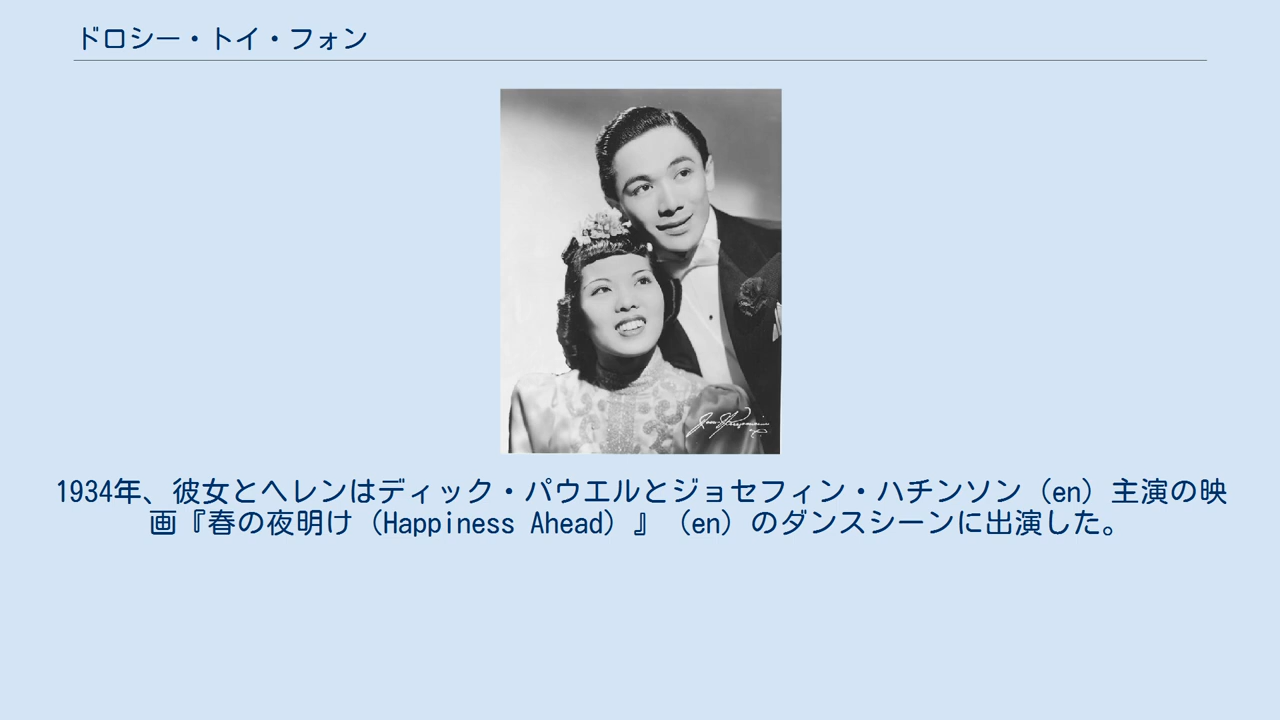 ドロシー・トイ・フォン
1934年、彼女とヘレンはディック・パウエルとジョセフィン・ハチンソン（en）主演の映
画『春の夜明け（Happiness Ahead）』（en）のダンスシーンに出演した。